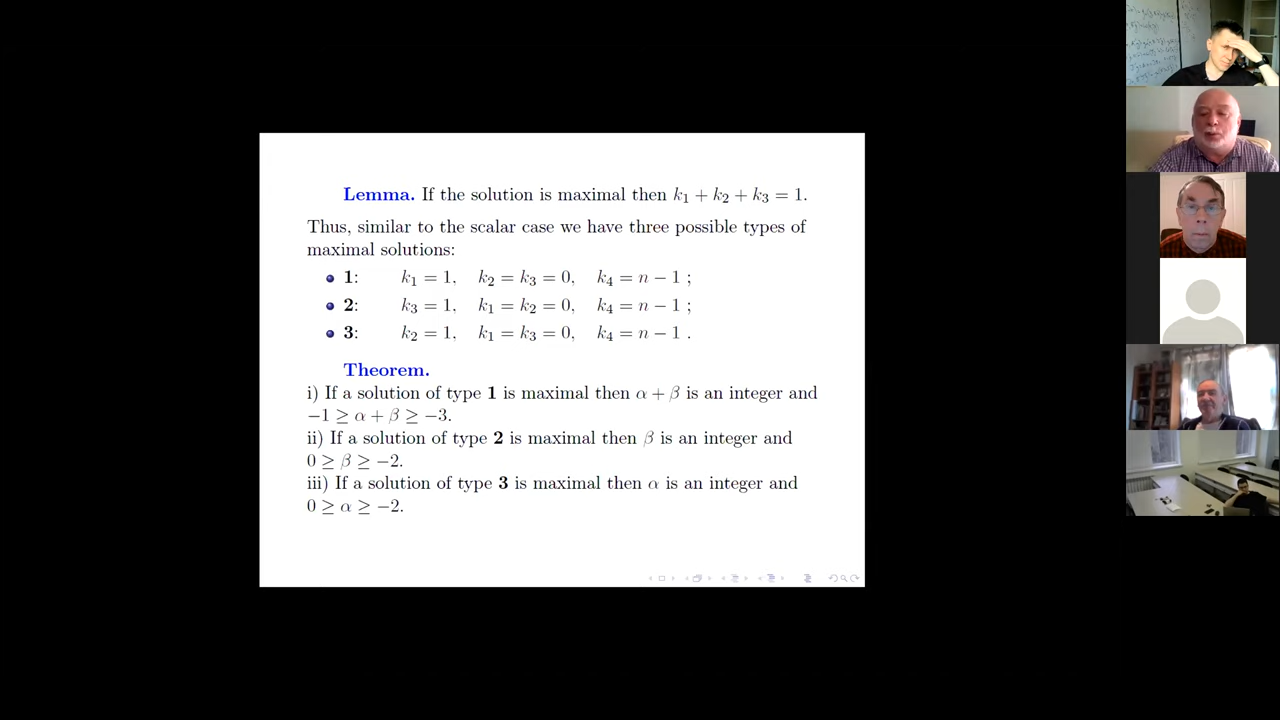 Lemma. If the solution is maximal then k₁ + k₂ + k₃ = 1.
Thus, similar to the scalar case we have three possible types of
maximal solutions:
1: k₁ = 1, k₂ = k₃ = 0, k₄ = n − 1 ;
2: k₃ = 1, k₁ = k₂ = 0, k₄ = n − 1 ;
3: k₂ = 1, k₁ = k₃ = 0, k₄ = n − 1 .
Theorem.
i) If a solution of type 1 is maximal then α + β is an integer and
−1 ≥ α + β ≥ −3.
ii) If a solution of type 2 is maximal then β is an integer and
0 ≥ β ≥ −2.
iii) If a solution of type 3 is maximal then α is an integer and
0 ≥ α ≥ −2.